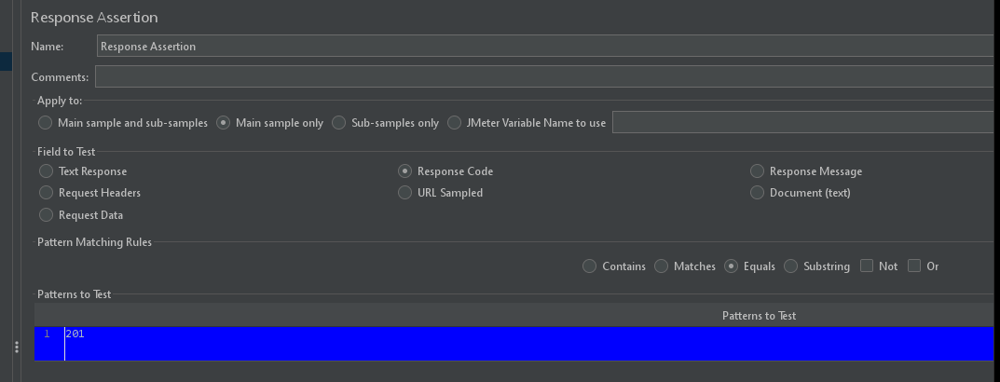 Response Assertion
Name: Response Assertion
Comments:
Apply to:
Main sample and sub-samples Main sample only Sub-samples only JMeter Variable Name to use
Field to Test
Text Response Response Code Response Message
Request Headers URL Sampled Document (text)
Request Data
Pattern Matching Rules
Contains Matches Equals Substring Not Or
Patterns to Test
Patterns to Test
1 201